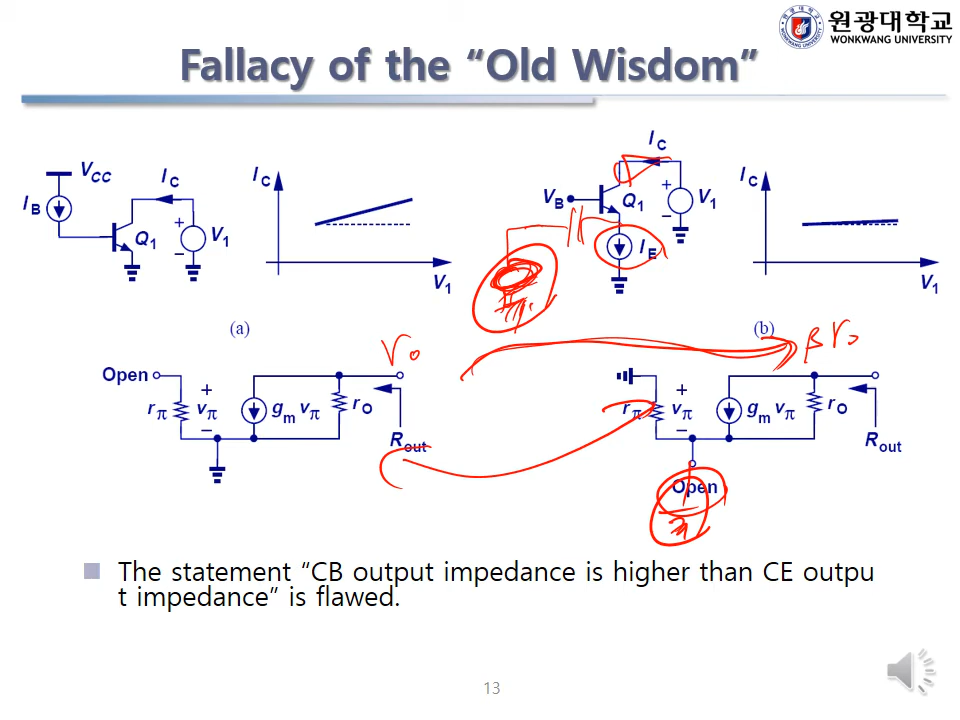 원광대학교
WONKWANG UNIVERSITY
Fallacy of the “Old Wisdom”
V_CC
I_B
I_C
Q_1
+
V_1
−
I_C
V_1
V_B
I_C
Q_1
+
V_1
−
I_E
I_C
V_1
(a)
(b)
r_o
βr_o
Open
r_π
+
v_π
−
g_m v_π
r_O
R_out
r_π
+
v_π
−
g_m v_π
r_O
R_out
Open
The statement “CB output impedance is higher than CE outpu
t impedance” is flawed.
13